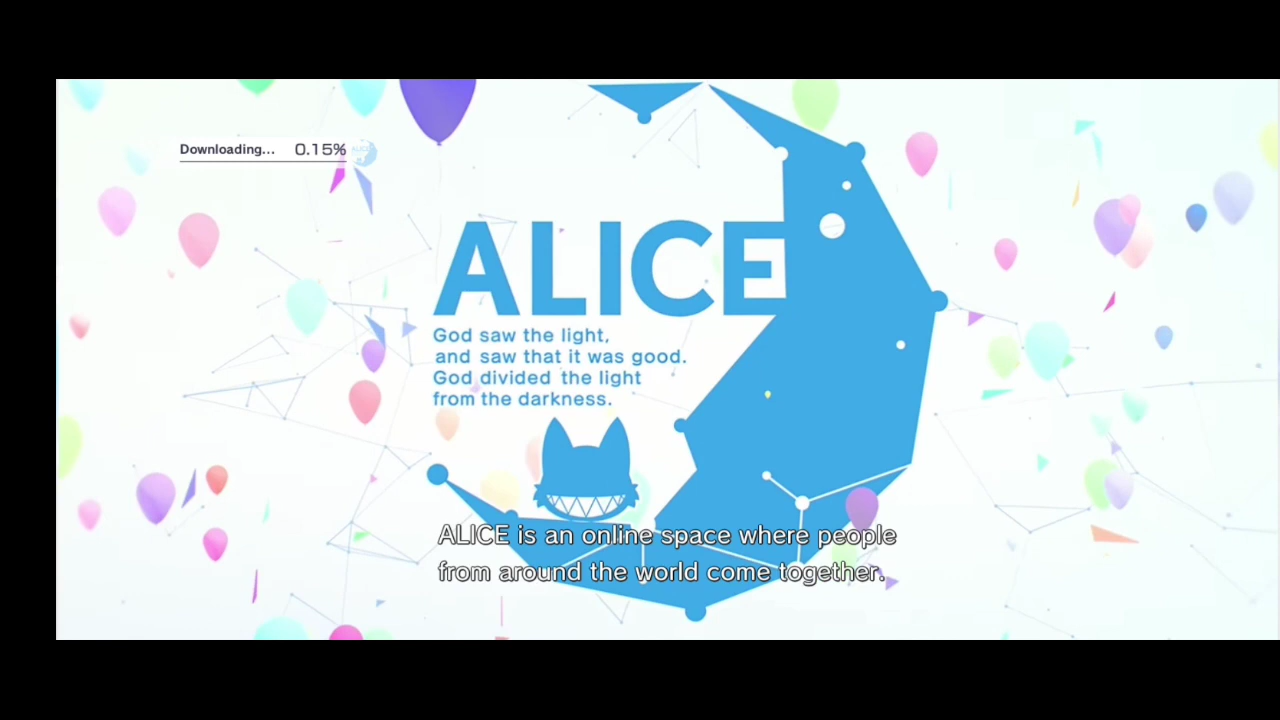 Downloading... 0.15%
ALICE
God saw the light,
and saw that it was good.
God divided the light
from the darkness.
ALICE is an online space where people
from around the world come together.